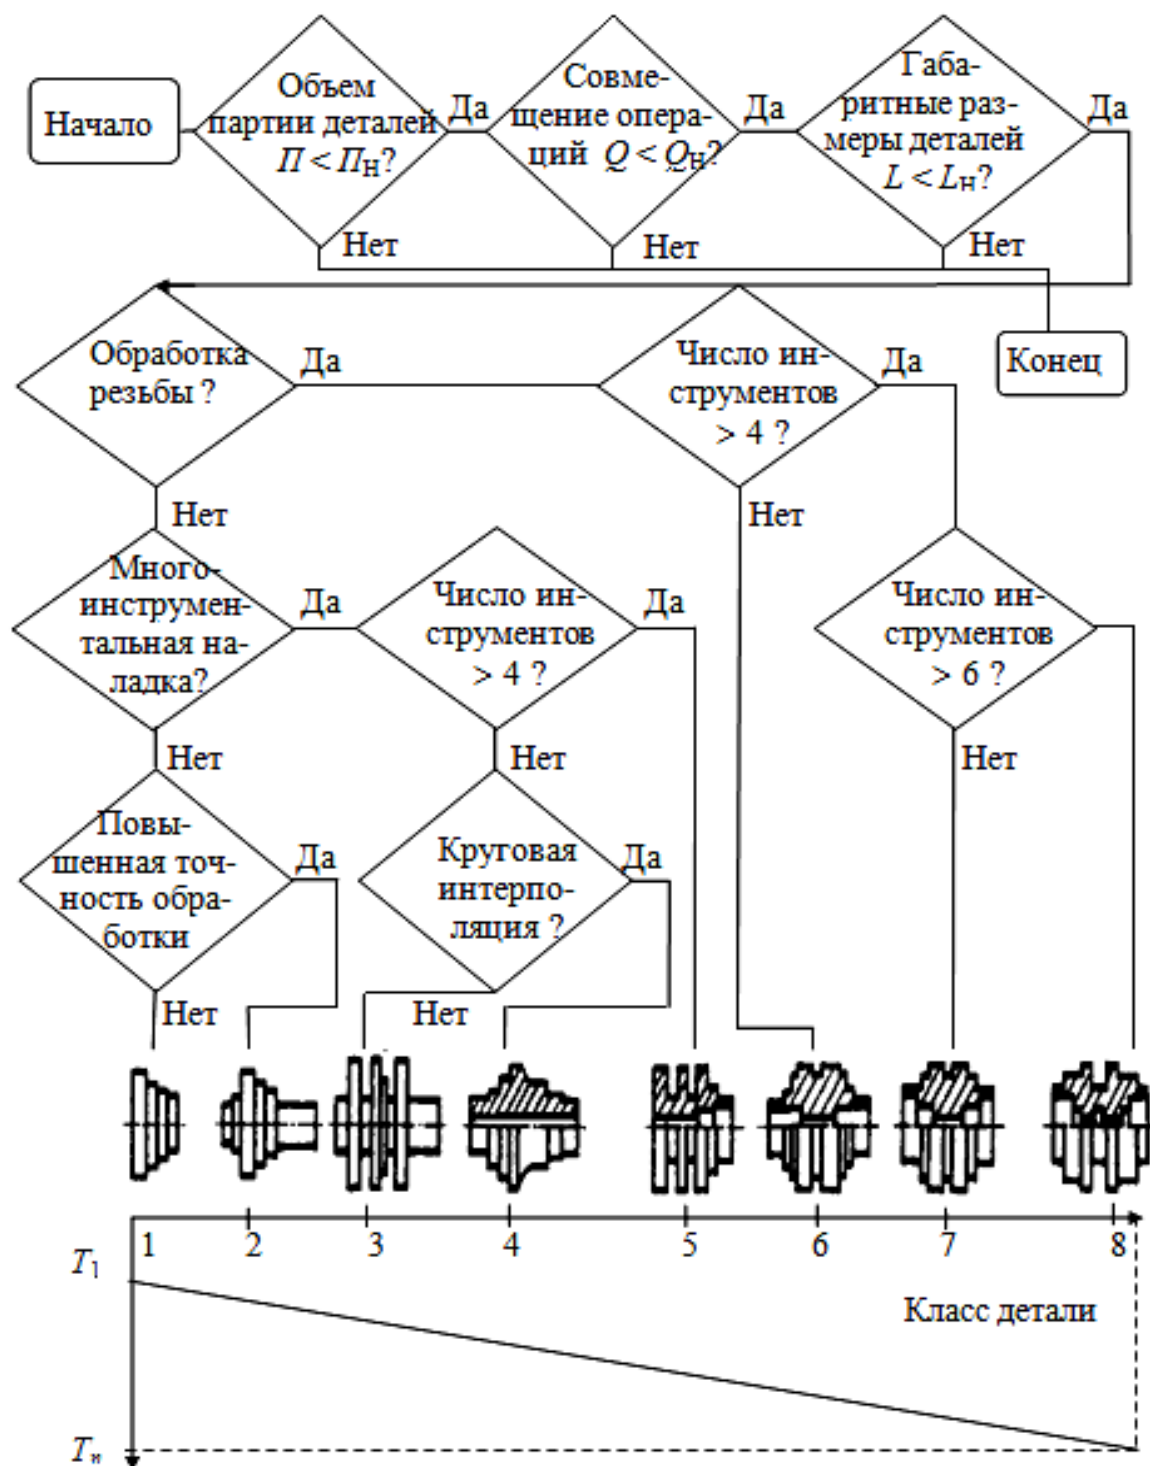 Начало
Объем
партии деталей
П < Пн?
Да
Нет
Совме-
щение опера-
ций Q < Qн?
Да
Нет
Габа-
ритные раз-
меры деталей
L < Lн?
Да
Нет
Конец
Обработка
резьбы ?
Да
Нет
Число ин-
струментов
> 4 ?
Да
Нет
Много-
инструмен-
тальная на-
ладка?
Да
Нет
Число ин-
струментов
> 4 ?
Да
Нет
Число ин-
струментов
> 6 ?
Нет
Повы-
шенная точ-
ность обра-
ботки
Да
Нет
Круговая
интерпо-
ляция ?
Да
Нет
1 2 3 4 5 6 7 8
T1
Класс детали
Tn